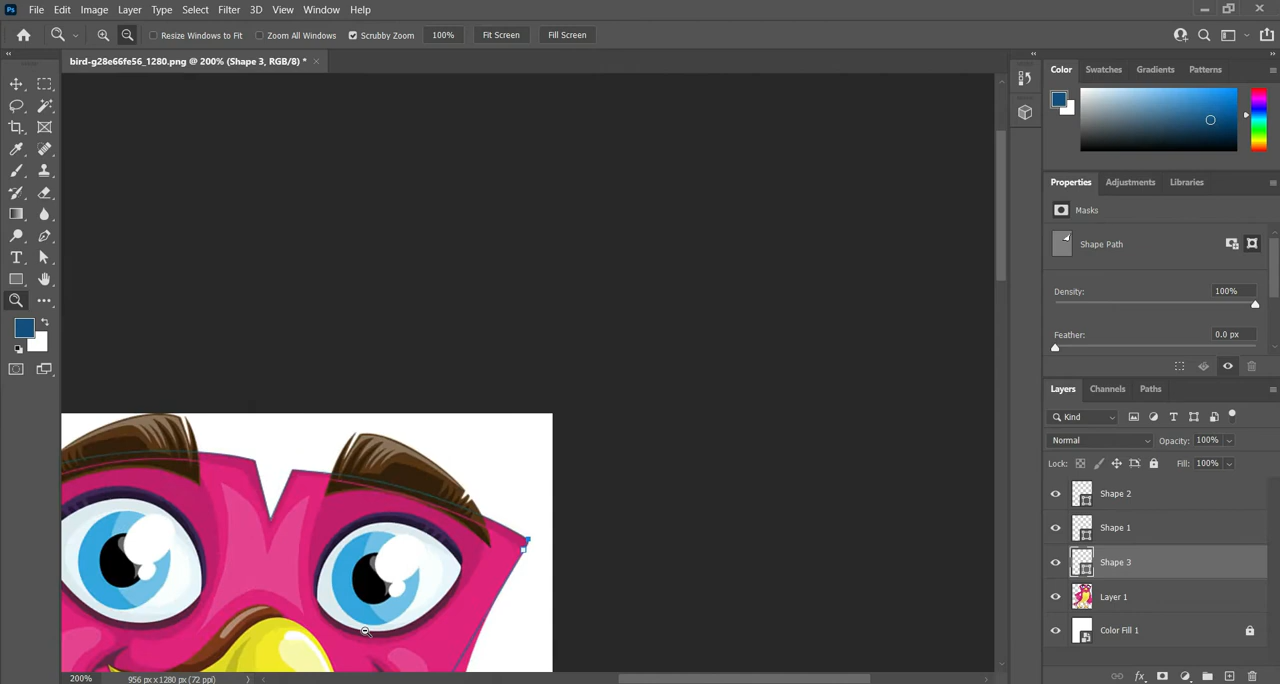 Ps File Edit Image Layer Type Select Filter 3D View Window Help
Resize Windows to Fit Zoom All Windows Scrubby Zoom 100% Fit Screen Fill Screen
bird-g28e66fe56_1280.png @ 200% (Shape 3, RGB/8) *
Color Swatches Gradients Patterns
Properties Adjustments Libraries
Masks
Shape Path
Density: 100%
Feather: 0.0 px
Layers Channels Paths
Kind
Normal Opacity: 100%
Lock: Fill: 100%
Shape 2
Shape 1
Shape 3
Layer 1
Color Fill 1
200% 956 px x 1280 px (72 ppi)